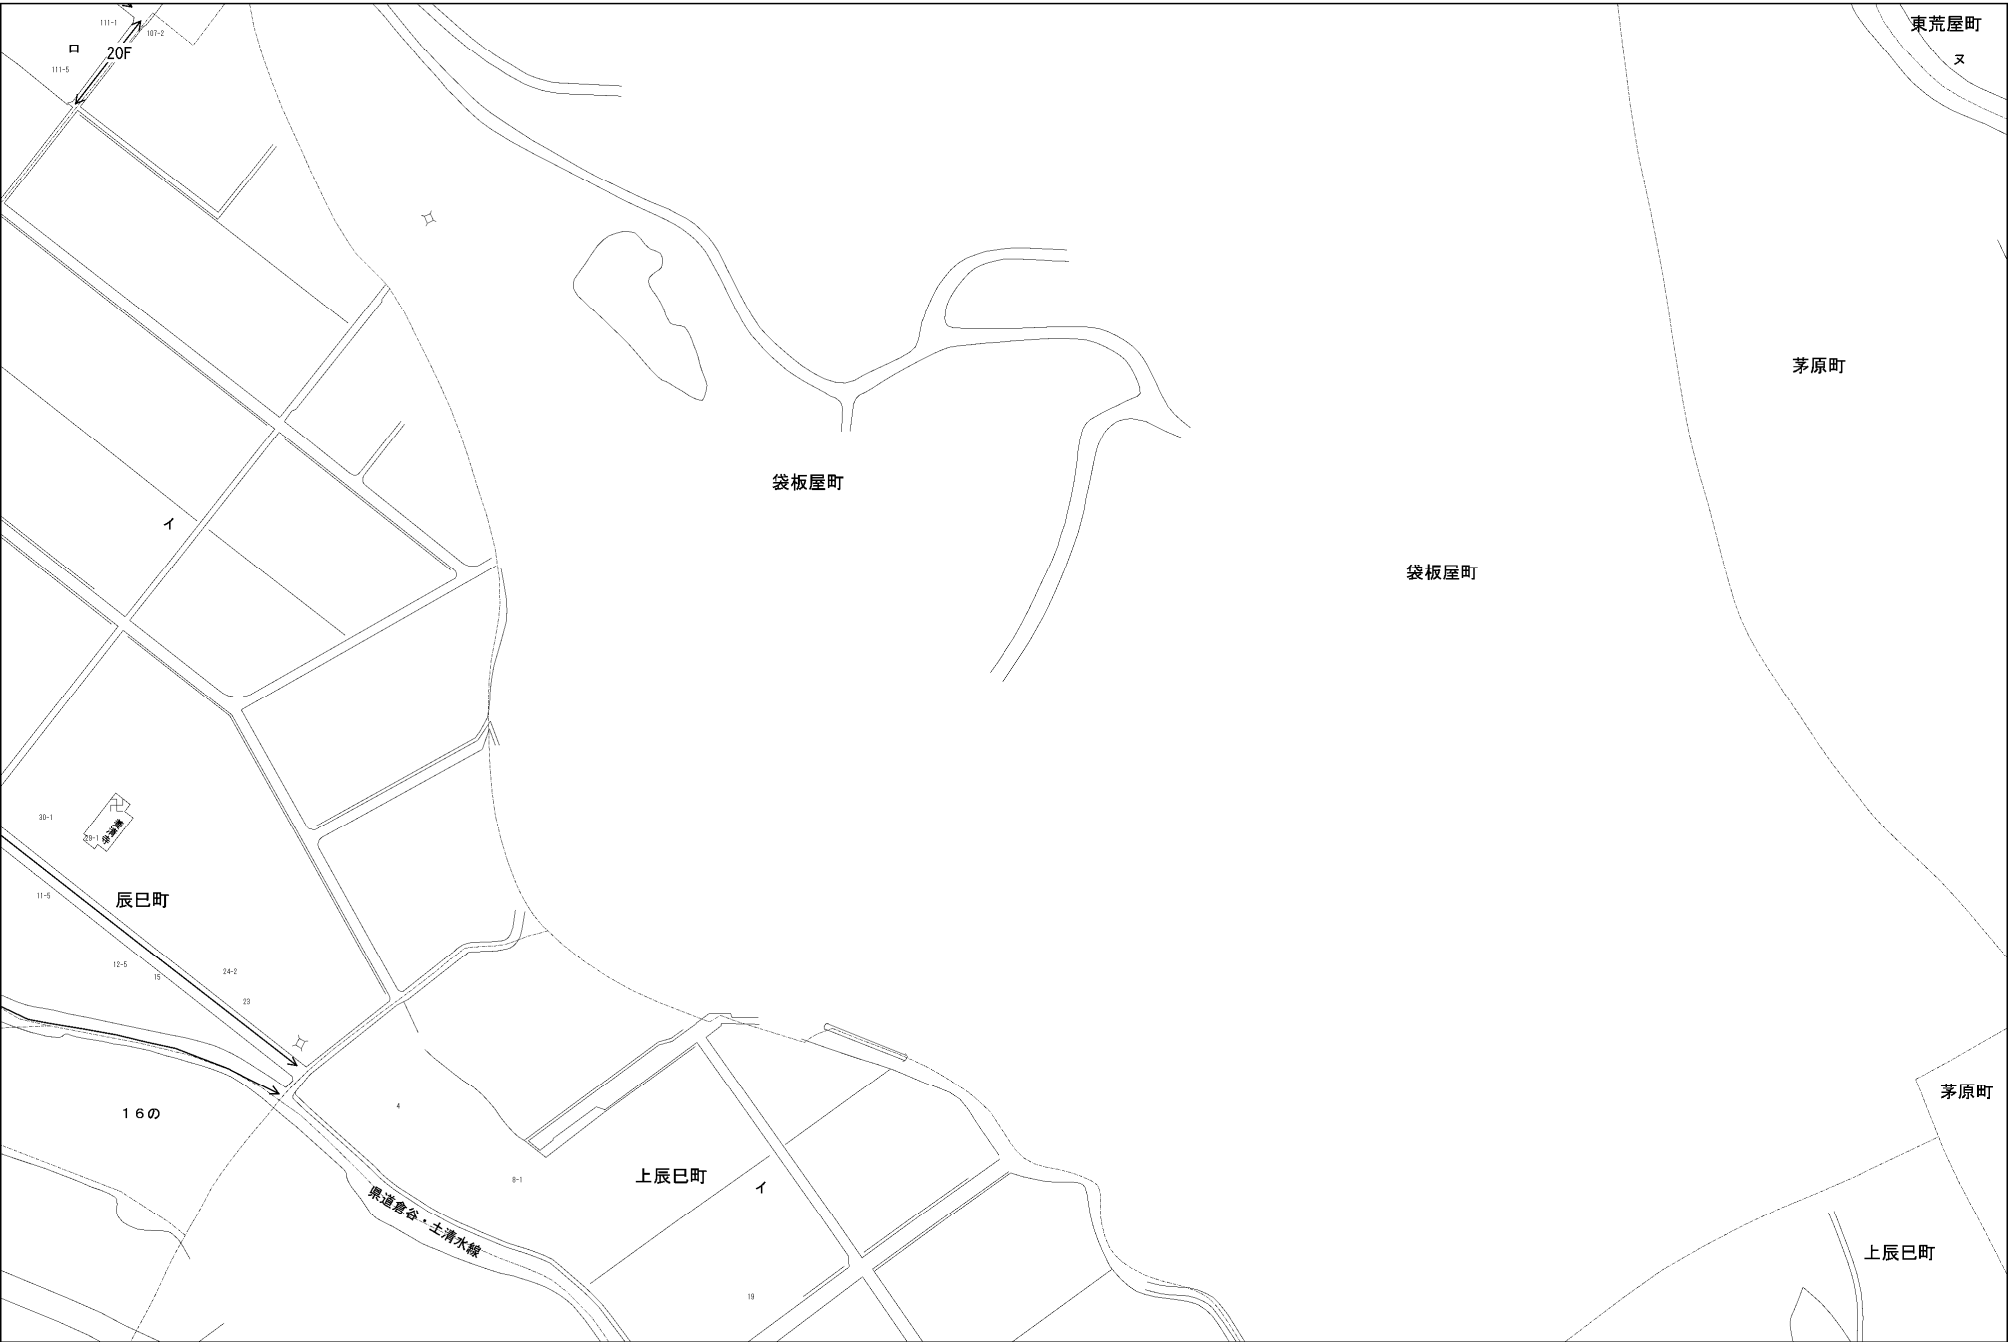 111-1
107-2
東荒屋町
ロ
20F
ヌ
111-5
茅原町
袋板屋町
イ
袋板屋町
30-1
29-1
11-5
辰巳町
12-5
15
24-2
23
茅原町
4
16の
8-1
上辰巳町
イ
県道倉谷・土清水線
上辰巳町
19